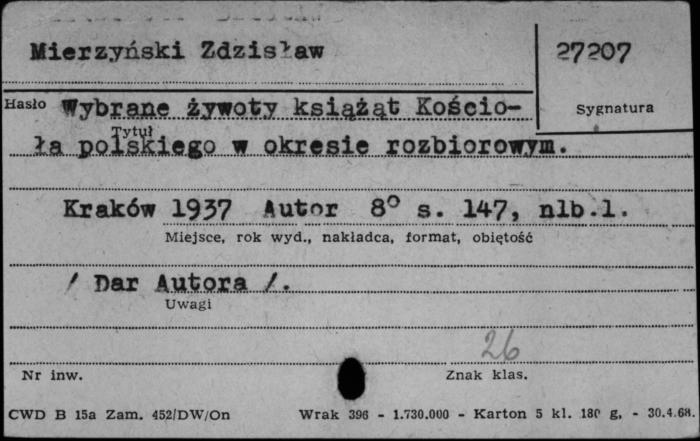 Mierzyński Zdzisław
27207
Hasło
Wybrane żywoty książąt Kościo-
Sygnatura
Tytuł
ła polskiego w okresie rozbiorowym.
Kraków 1937 Autor 8° s. 147, nlb.1.
Miejsce, rok wyd., nakładca, format, obiętość
/ Dar Autora /.
Uwagi
26
Nr inw.
Znak klas.
CWD B 15a Zam. 452/DW/On Wrak 396 - 1.730.000 - Karton 5 kl. 180 g, - 30.4.68.